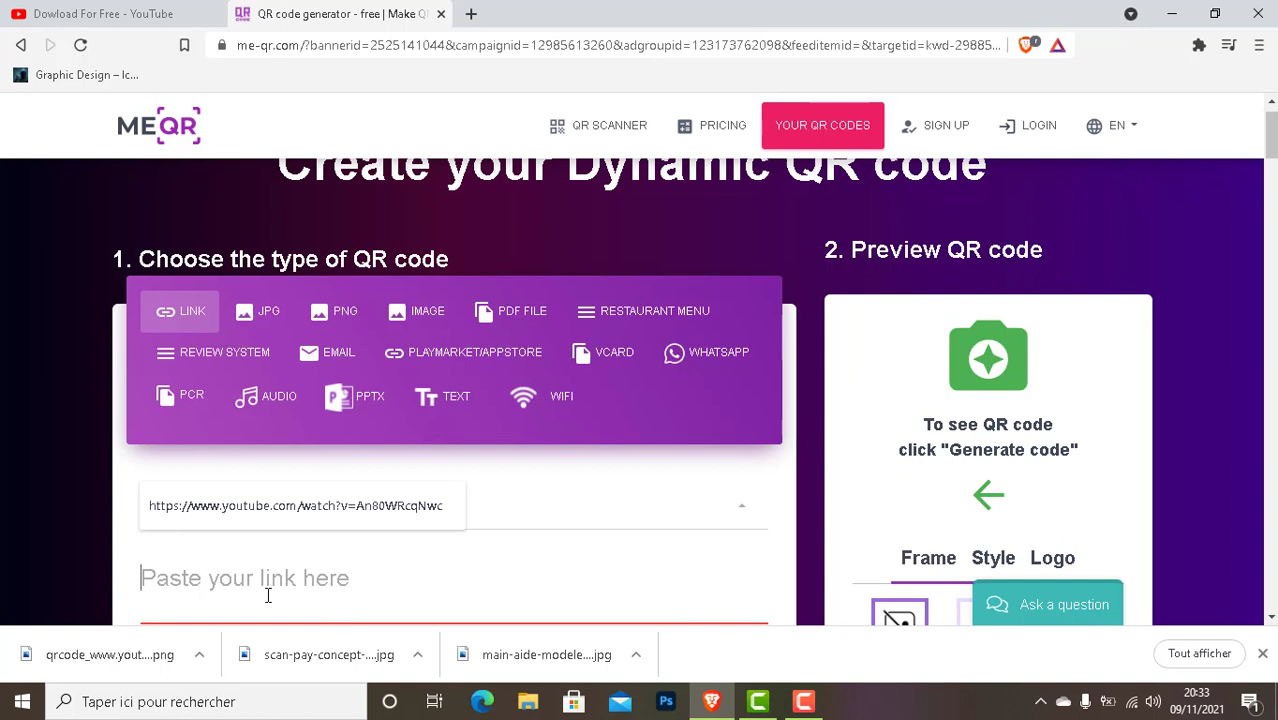 Dowload For Free - YouTube
QR code generator - free | Make Q
me-qr.com/?partnerid=2525141044&campaignid=12985613260&adgroupid=123173762098&feeditemid=&targetid=kwd-29885...
Graphic Design – Ic...
MEQR
QR SCANNER
PRICING
YOUR QR CODES
SIGN UP
LOGIN
EN
Create your Dynamic QR code
1. Choose the type of QR code
2. Preview QR code
LINK
JPG
PNG
IMAGE
PDF FILE
RESTAURANT MENU
REVIEW SYSTEM
EMAIL
PLAYMARKET/APPSTORE
VCARD
WHATSAPP
PCR
AUDIO
PPTX
TEXT
WIFI
To see QR code
click "Generate code"
https://www.youtube.com/watch?v=An80WRcqNwc
Paste your link here
Frame Style Logo
Ask a question
qrcode_www.yout....png
scan-pay-concept-....jpg
main-aide-modele....jpg
Tout afficher
Taper ici pour rechercher
Ps
20:33
09/11/2021